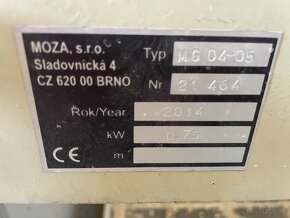 MOZA, s.r.o. Typ MG 04-05
Sladovnická 4
CZ 620 00 BRNO Nr 21 464
Rok/Year 2014
kW 0,75
CE m